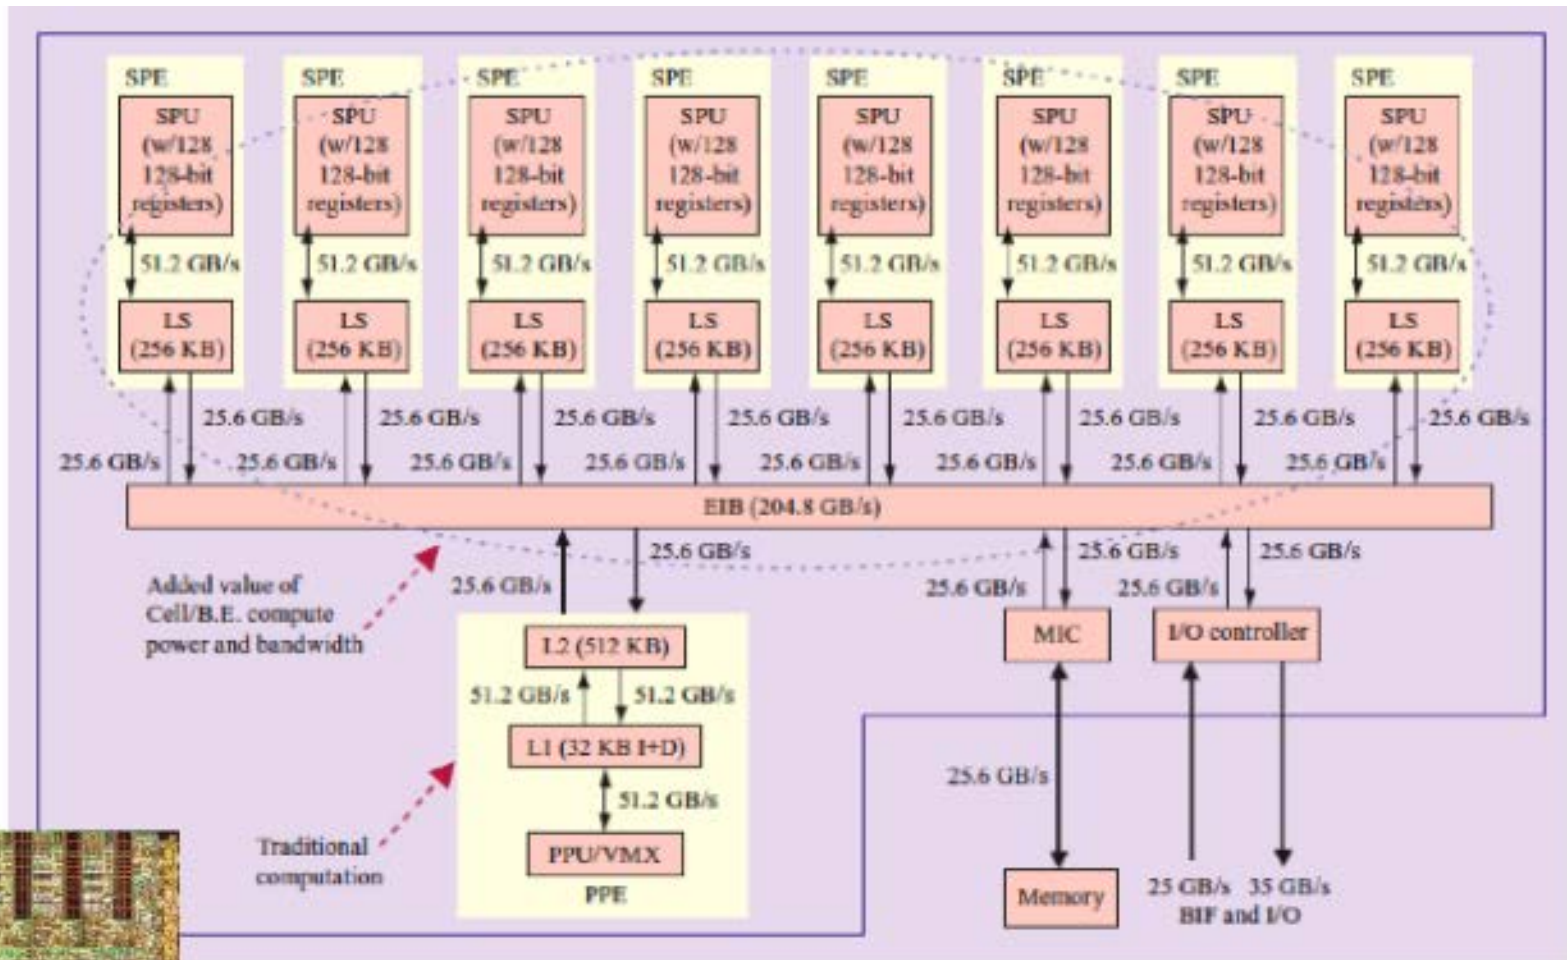 SPE SPE SPE SPE SPE SPE SPE SPE
SPU SPU SPU SPU SPU SPU SPU SPU
(w/128 (w/128 (w/128 (w/128 (w/128 (w/128 (w/128 (w/128
128-bit 128-bit 128-bit 128-bit 128-bit 128-bit 128-bit 128-bit
registers) registers) registers) registers) registers) registers) registers) registers)
51.2 GB/s 51.2 GB/s 51.2 GB/s 51.2 GB/s 51.2 GB/s 51.2 GB/s 51.2 GB/s 51.2 GB/s
LS LS LS LS LS LS LS LS
(256 KB) (256 KB) (256 KB) (256 KB) (256 KB) (256 KB) (256 KB) (256 KB)
25.6 GB/s 25.6 GB/s 25.6 GB/s 25.6 GB/s 25.6 GB/s 25.6 GB/s 25.6 GB/s 25.6 GB/s
25.6 GB/s 25.6 GB/s 25.6 GB/s 25.6 GB/s 25.6 GB/s 25.6 GB/s 25.6 GB/s 25.6 GB/s
EIB (204.8 GB/s)
25.6 GB/s 25.6 GB/s 25.6 GB/s
25.6 GB/s 25.6 GB/s 25.6 GB/s
Added value of
Cell/B.E. compute
power and bandwidth
L2 (512 KB)
MIC
I/O controller
51.2 GB/s 51.2 GB/s
L1 (32 KB I+D)
51.2 GB/s
25.6 GB/s
Traditional
computation
PPU/VMX
PPE
Memory
25 GB/s 35 GB/s
BIF and I/O